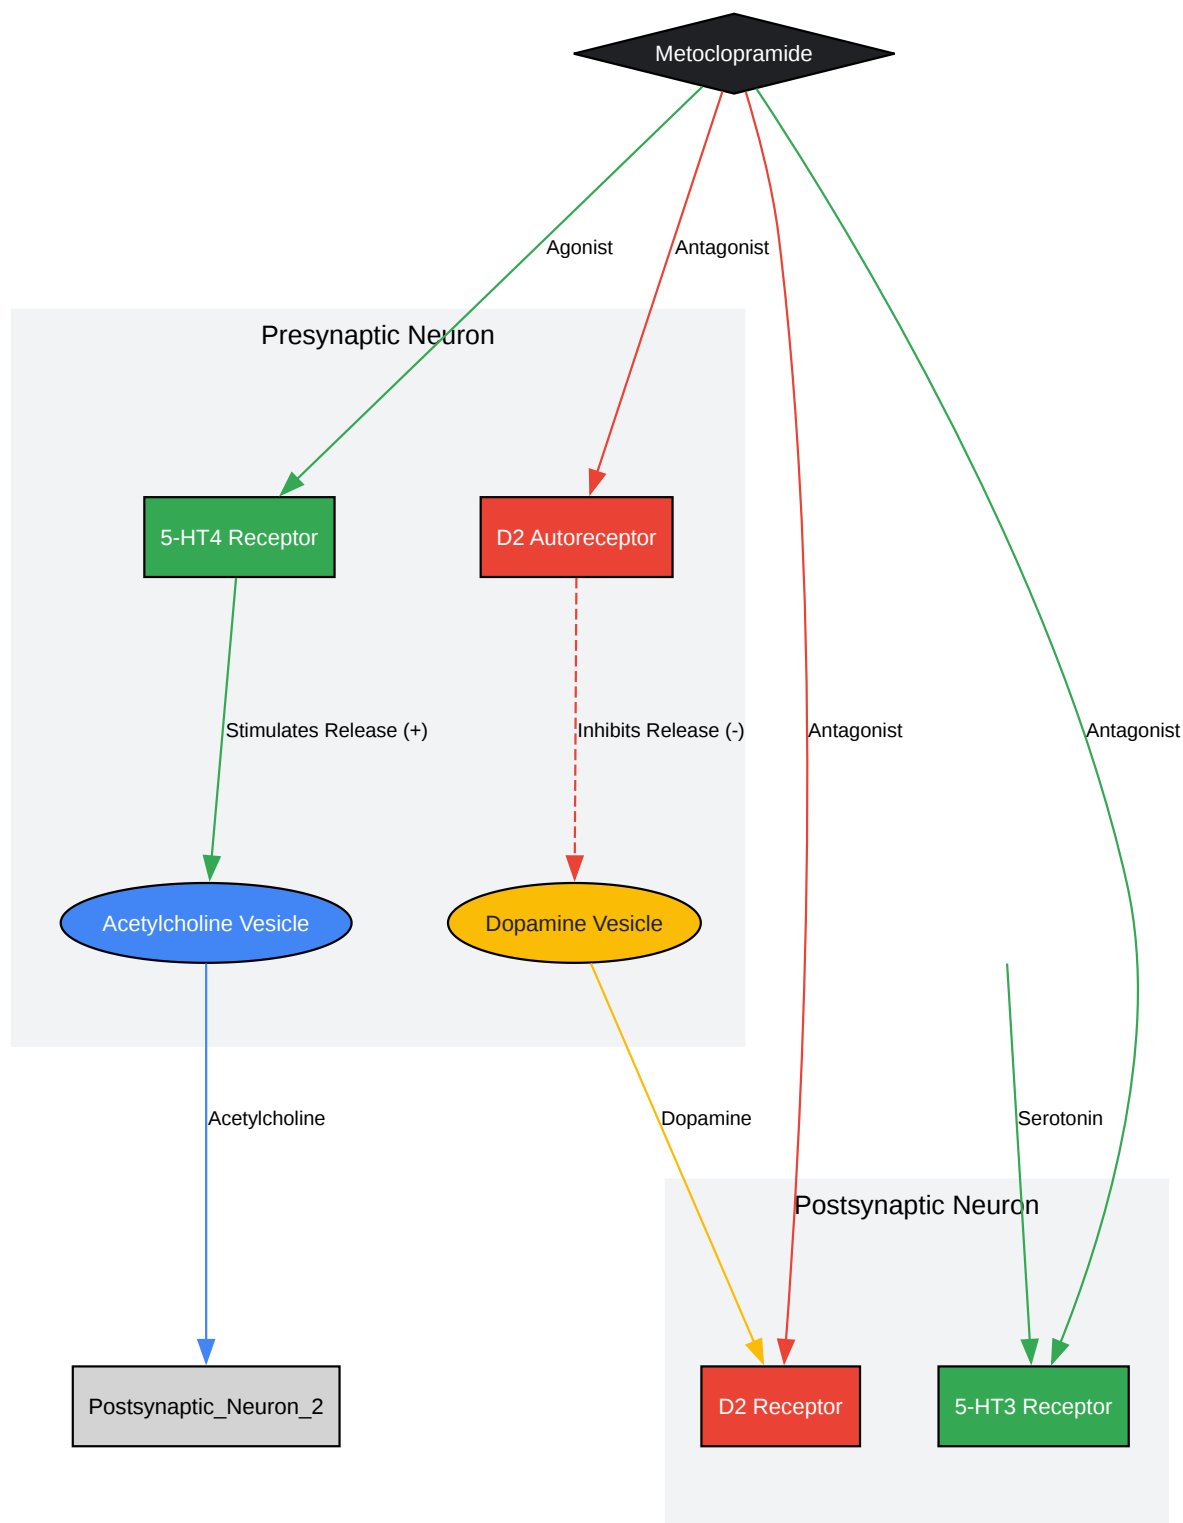 Metoclopramide
Agonist
Antagonist
Presynaptic Neuron
5-HT4 Receptor
D2 Autoreceptor
Stimulates Release (+)
Inhibits Release (-)
Antagonist
Antagonist
Acetylcholine Vesicle
Dopamine Vesicle
Acetylcholine
Dopamine
Serotonin
Postsynaptic Neuron
Postsynaptic_Neuron_2
D2 Receptor
5-HT3 Receptor